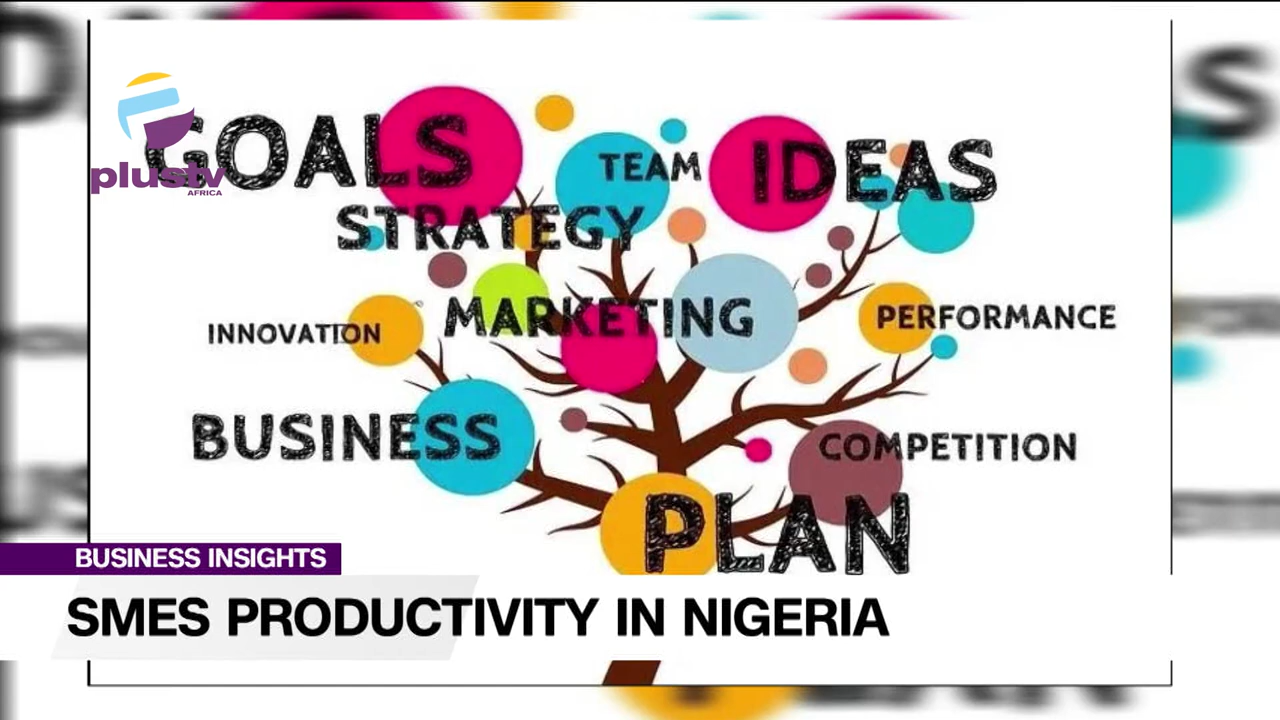 GOALS
plustv
AFRICA
TEAM
IDEAS
STRATEGY
MARKETING
PERFORMANCE
INNOVATION
BUSINESS
COMPETITION
PLAN
BUSINESS INSIGHTS
SMES PRODUCTIVITY IN NIGERIA